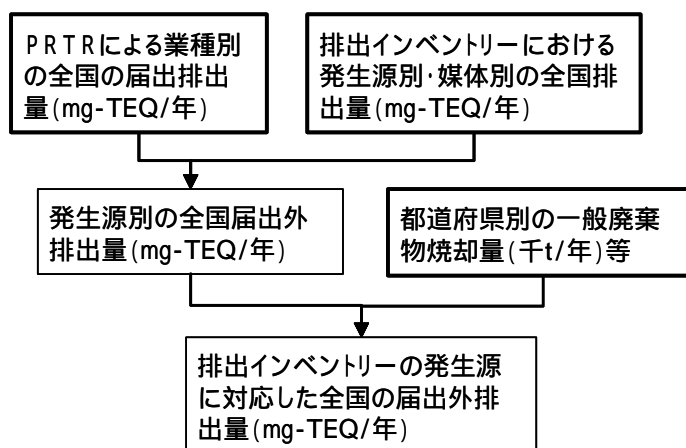 PRTRによる業種別
の全国の届出排出
量(mg-TEQ/年)
排出インベントリーにおける
発生源別・媒体別の全国排
出量(mg-TEQ/年)
発生源別の全国届出外
排出量(mg-TEQ/年)
都道府県別の一般廃棄
物焼却量(千t/年)等
排出インベントリーの発生源
に対応した全国の届出外排
出量(mg-TEQ/年)